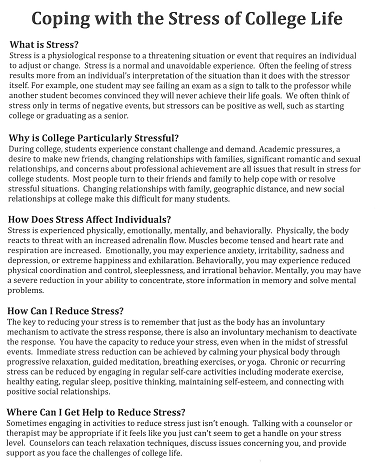 Coping with the Stress of College Life
What is Stress?
Stress is a physiological response to a threatening situation or event that requires an individual
to adjust or change. Stress is a normal and unavoidable experience. Often the feeling of stress
results more from an individual's interpretation of the situation than it does with the stressor
itself. For example, one student may see failing an exam as a sign to talk to the professor while
another student becomes convinced they will never achieve their life goals. We often think of
stress only in terms of negative events, but stressors can be positive as well, such as starting
college or graduating as a senior.
Why is College Particularly Stressful?
During college, students experience constant challenge and demand. Academic pressures, a
desire to make new friends, changing relationships with families, significant romantic and sexual
relationships, and concerns about professional achievement are all issues that result in stress for
college students. Most people turn to their friends and family to help cope with or resolve
stressful situations. Changing relationships with family, geographic distance, and new social
relationships at college make this difficult for many students.
How Does Stress Affect Individuals?
Stress is experienced physically, emotionally, mentally, and behaviorally. Physically, the body
reacts to threat with an increased adrenalin flow. Muscles become tensed and heart rate and
respiration are increased. Emotionally, you may experience anxiety, irritability, sadness and
depression, or extreme happiness and exhilaration. Behaviorally, you may experience reduced
physical coordination and control, sleeplessness, and irrational behavior. Mentally, you may have
a severe reduction in your ability to concentrate, store information in memory and solve mental
problems.
How Can I Reduce Stress?
The key to reducing your stress is to remember that just as the body has an involuntary
mechanism to activate the stress response, there is also an involuntary mechanism to deactivate
the response. You have the capacity to reduce your stress, even when in the midst of stressful
events. Immediate stress reduction can be achieved by calming your physical body through
progressive relaxation, guided meditation, breathing exercises, or yoga. Chronic or recurring
stress can be reduced by engaging in regular self-care activities including moderate exercise,
healthy eating, regular sleep, positive thinking, maintaining self-esteem, and connecting with
positive social relationships.
Where Can I Get Help to Reduce Stress?
Sometimes engaging in activities to reduce stress just isn't enough. Talking with a counselor or
therapist may be appropriate if it feels like you just can't seem to get a handle on your stress
level. Counselors can teach relaxation techniques, discuss issues concerning you, and provide
support as you face the challenges of college life.